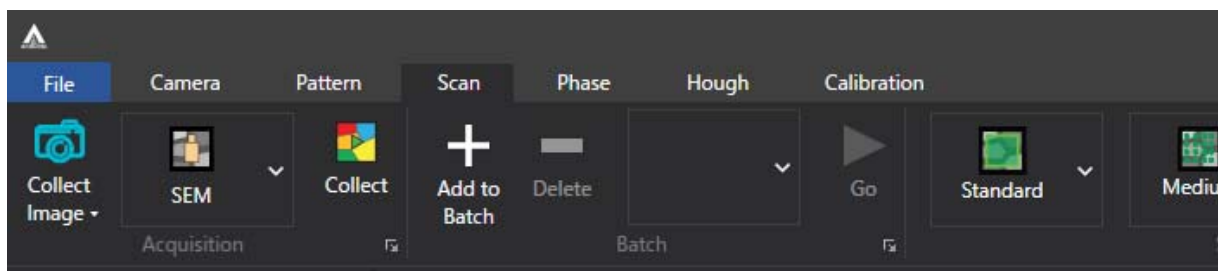 File Camera Pattern Scan Phase Hough Calibration
Collect
Image
SEM
Collect
Add to
Batch
Delete
Go
Standard
Acquisition
Batch